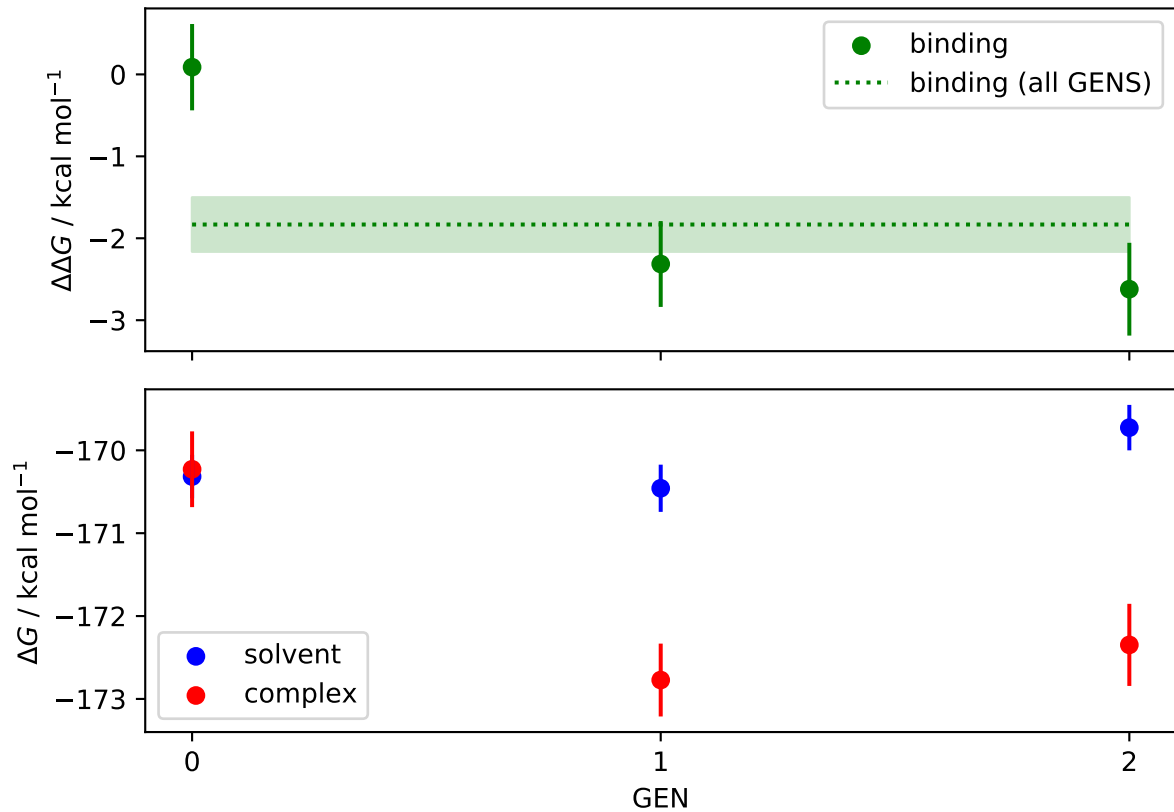 binding
binding (all GENS)
0
−1
−2
−3
ΔΔG / kcal mol⁻¹
−170
−171
−172
−173
ΔG / kcal mol⁻¹
solvent
complex
0
1
2
GEN